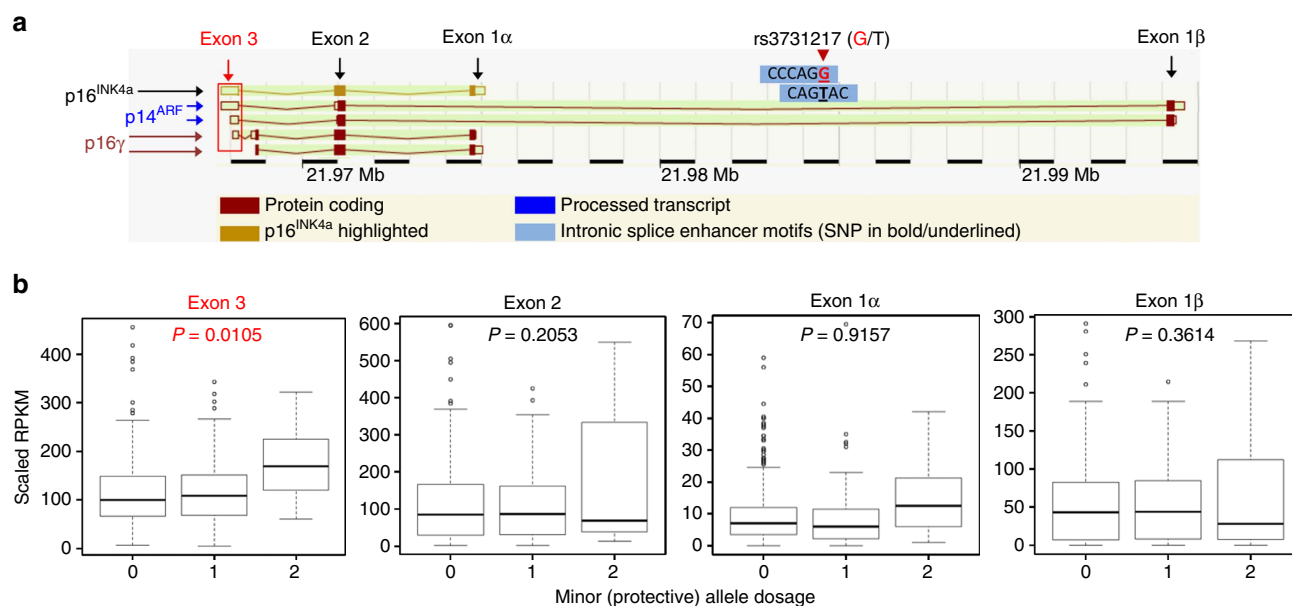 a
Exon 3
Exon 2
Exon 1α
rs3731217 (G/T)
Exon 1β
CCCAGG
CAGTAC
p16INK4a
p14ARF
p16γ
21.97 Mb
21.98 Mb
21.99 Mb
Protein coding
Processed transcript
p16INK4a highlighted
Intronic splice enhancer motifs (SNP in bold/underlined)
b
Exon 3
Exon 2
Exon 1α
Exon 1β
P = 0.0105
P = 0.2053
P = 0.9157
P = 0.3614
Scaled RPKM
400
300
200
100
0
600
500
400
300
200
100
0
70
60
50
40
30
20
10
0
300
250
200
150
100
50
0
0 1 2
0 1 2
0 1 2
0 1 2
Minor (protective) allele dosage